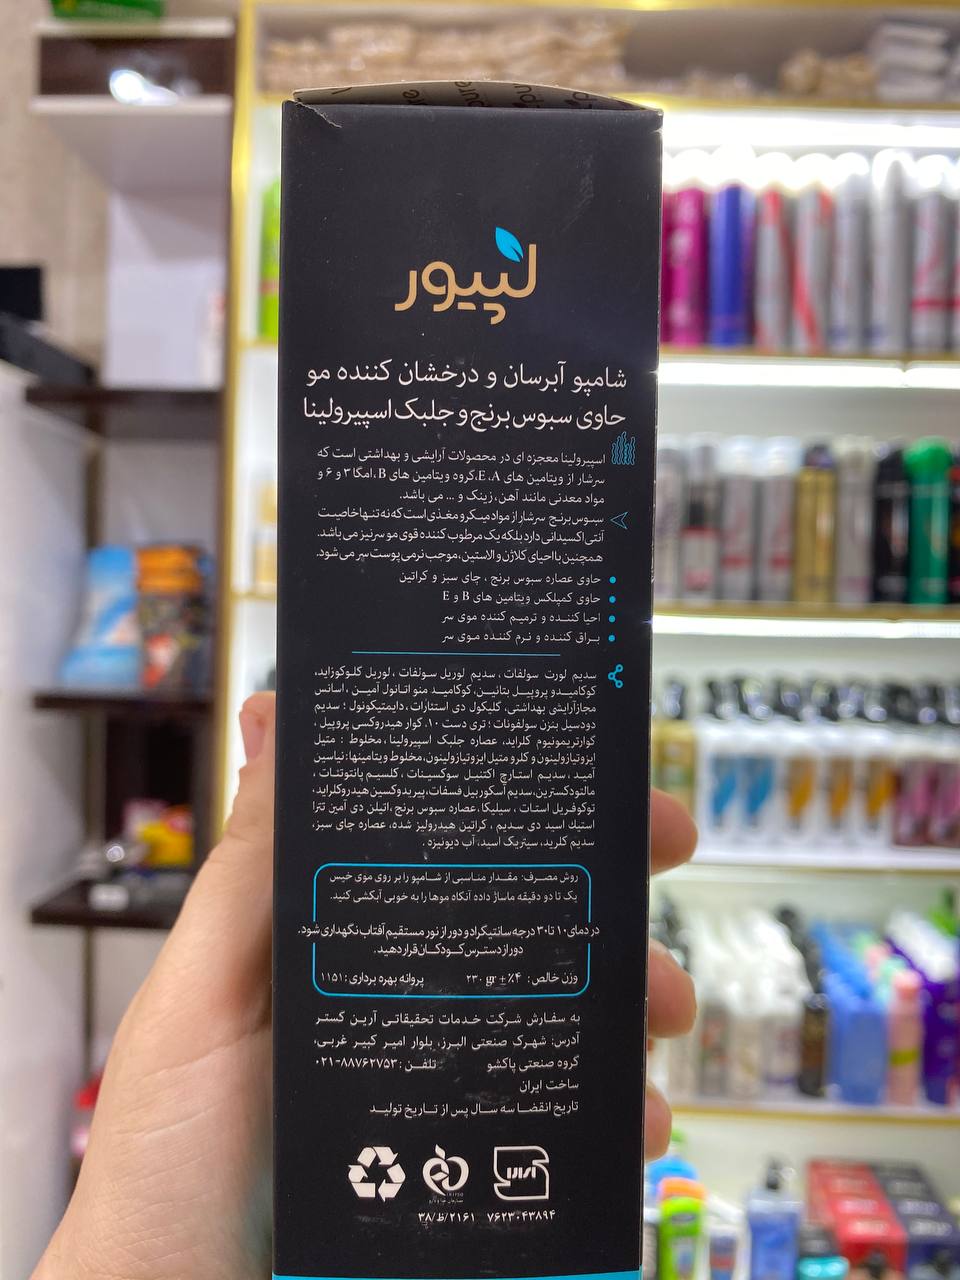 pure
pure
لپیور
شامپو آبرسان و درخشان کننده مو
حاوی سبوس برنج و جلبک اسپیرولینا
اسپیرولینا معجزه ای در محصولات آرایشی و بهداشتی است که
سرشار از ویتامین های E ،A،گروه ویتامین های B ،امگا ۳ و ۶ و
مواد معدنی مانند آهن، زینک و ... می باشد.
سبوس برنج سرشار از مواد میکرو مغذی است که نه تنها خاصیت
آنتی اکسیدانی دارد بلکه یک مرطوب کننده قوی مو سر نیز می باشد.
همچنین با احیای کلاژن و الاستین، موجب نرمی پوست سر می شود.
حاوی عصاره سبوس برنج ، چای سبز و کراتین
حاوی کمپلکس ویتامین های B و E
احیا کننده و ترمیم کننده موی سر
براق کننده و نرم کننده موی سر
سدیم لورت سولفات ، سدیم لوریل سولفات ، لوریل گلوکوزاید،
کوکامیدو پروپیل بتائین، کوکامید منو اتانول آمین ، اسانس
مجاز آرایشی بهداشتی، گلیکول دی استئارات، دایمتیکونول ؛ سدیم
دودسیل بنزن سولفونات ؛ تری دست ۱۰، گوار هیدروکسی پروپیل ،
گوارتریمونیوم کلراید، عصاره جلبک اسپیرولینا ، مخلوط : متیل
ایزوتیازولینون و کلرو متیل ایزوتیازولینون، مخلوط ویتامینها: نیاسین
آمید ، سدیم استارچ اکتنیل سوکسینات ، کلسیم پانتوتنات ،
مالتودکسترین، سدیم آسکوربیل فسفات، پیریدوکسین هیدروکلراید،
توکوفریل استات ، سیلیکا، عصاره سبوس برنج ، اتیلن دی آمین تترا
استیک اسید دی سدیم ، کراتین هیدرولیز شده، عصاره چای سبز،
سدیم کلرید، سیتریک اسید، آب دیونیزه .
روش مصرف: مقدار مناسبی از شامپو را بر روی موی خیس
یک تا دو دقیقه ماساژ داده آنگاه موها را به خوبی آبکشی کنید.
در دمای ۱۰ تا ۳۰ درجه سانتیگراد و دور از نور مستقیم آفتاب نگهداری شود.
دور از دسترس کودکان قرار دهید.
وزن خالص : ۲۳۰ gr ± ٪۴ پروانه بهره برداری : ۱۱۵۱
به سفارش شرکت خدمات تحقیقاتی آرین گستر
آدرس: شهرک صنعتی البرز، بلوار امیر کبیر غربی،
گروه صنعتی پاکشو تلفن : ۸۸۷۶۲۷۵۳-۰۲۱
ساخت ایران
تاریخ انقضا سه سال پس از تاریخ تولید
۷۶۲۳۰۴۳۸۹۴ ۳۸/ظ/۲۱۶۱